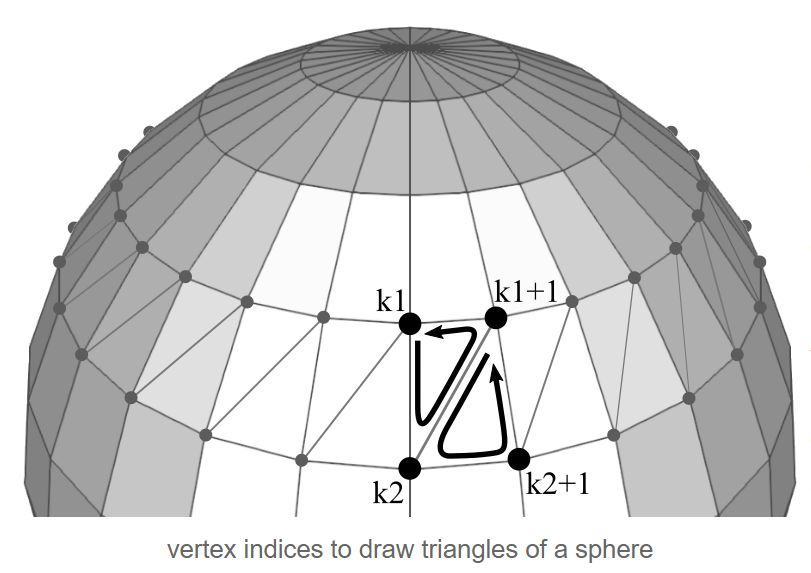 k1
k1+1
k2
k2+1
vertex indices to draw triangles of a sphere